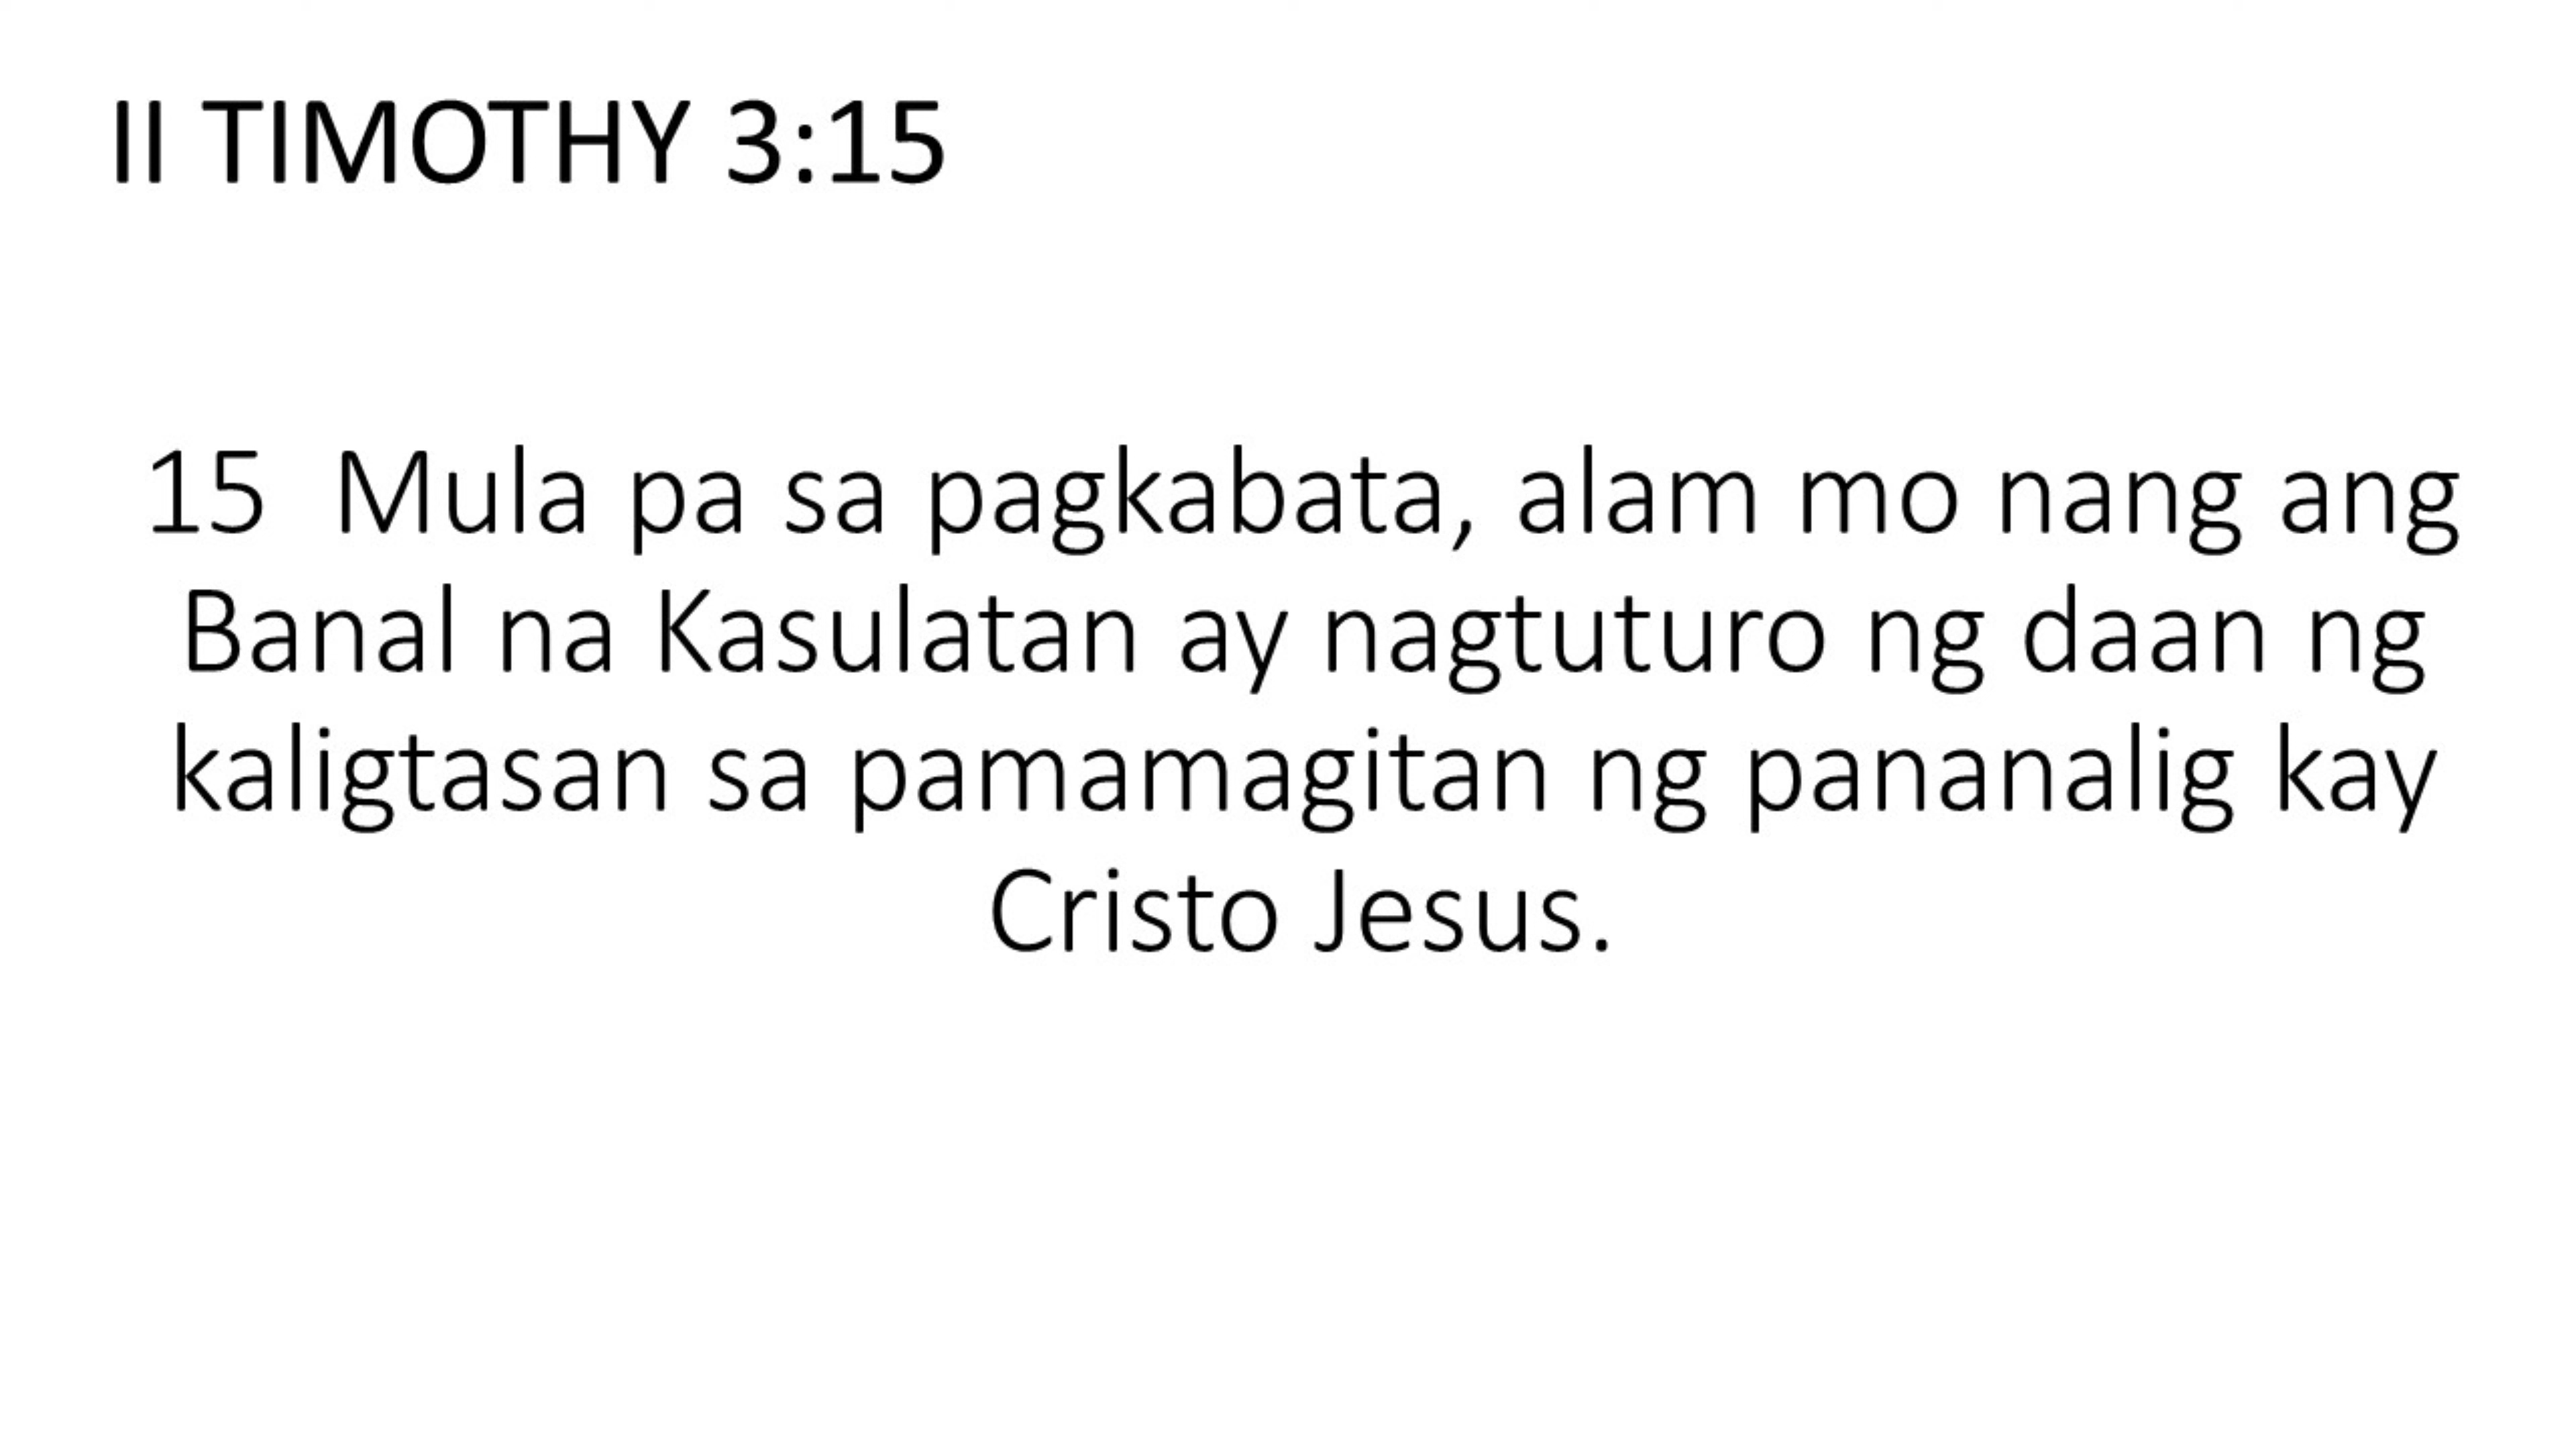 II TIMOTHY 3:15
15  Mula pa sa pagkabata, alam mo nang ang
Banal na Kasulatan ay nagtuturo ng daan ng
kaligtasan sa pamamagitan ng pananalig kay
Cristo Jesus.